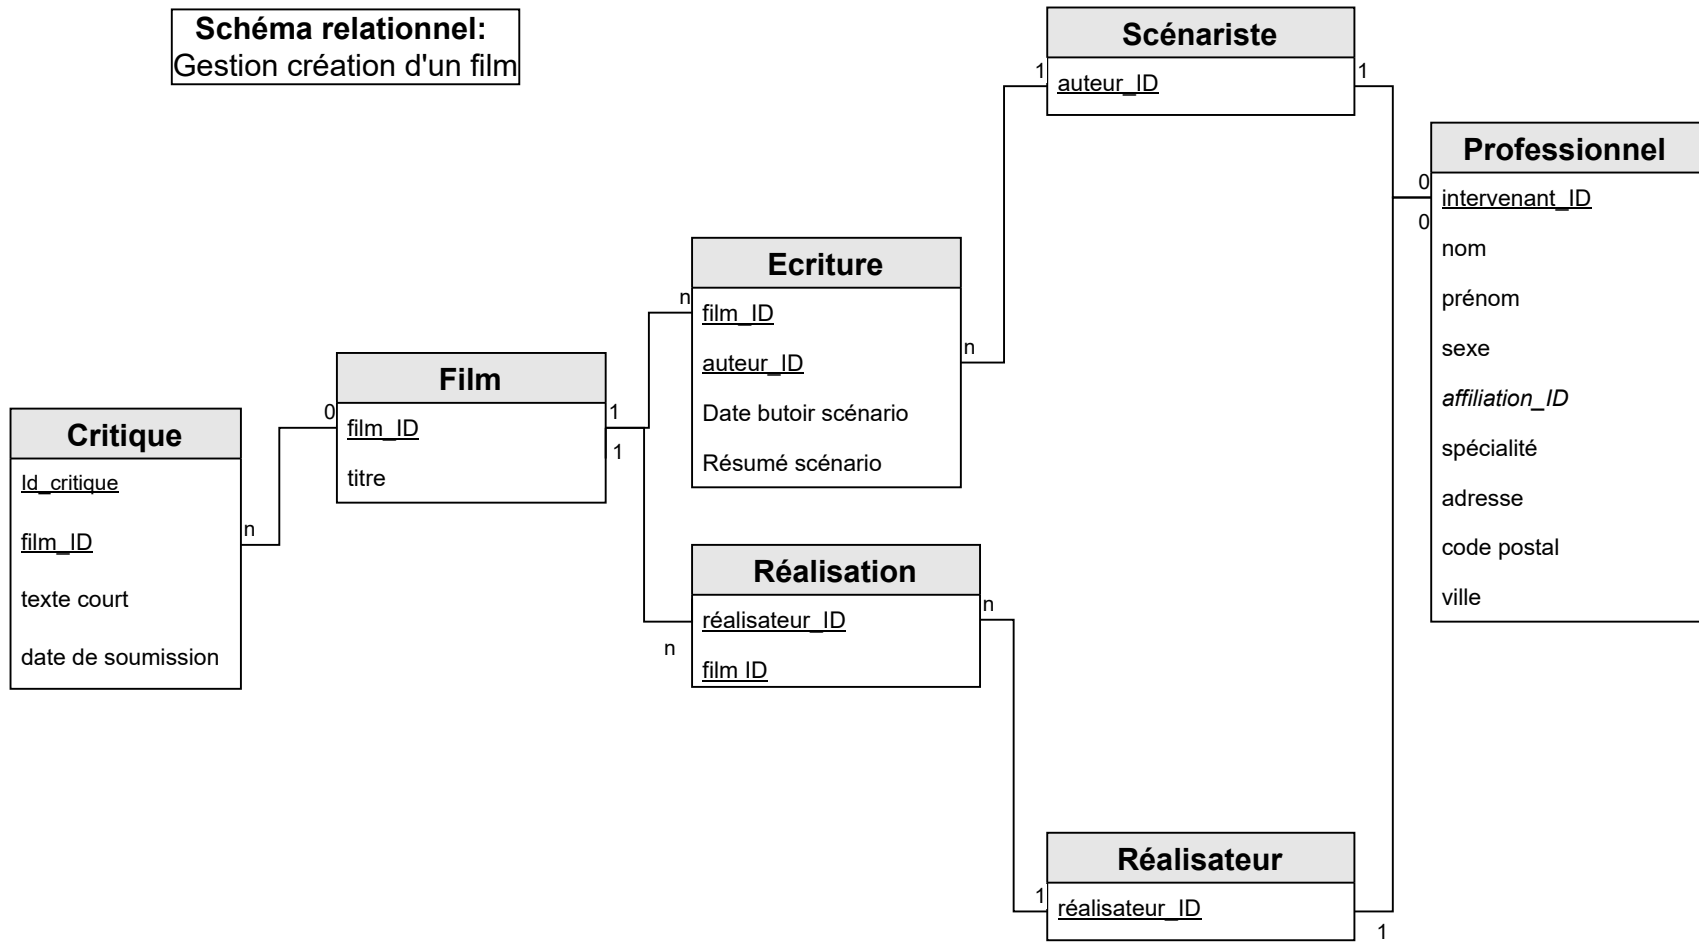 Schéma relationnel:
Gestion création d'un film
Scénariste
1
auteur_ID
1
Professionnel
0
intervenant_ID
0
nom
prénom
sexe
affiliation_ID
spécialité
adresse
code postal
ville
Ecriture
n
film_ID
auteur_ID
n
Date butoir scénario
Résumé scénario
Film
0
film_ID
1
1
titre
Critique
Id_critique
film_ID
n
texte court
date de soumission
Réalisation
réalisateur_ID
n
n
film ID
Réalisateur
1
réalisateur_ID
1